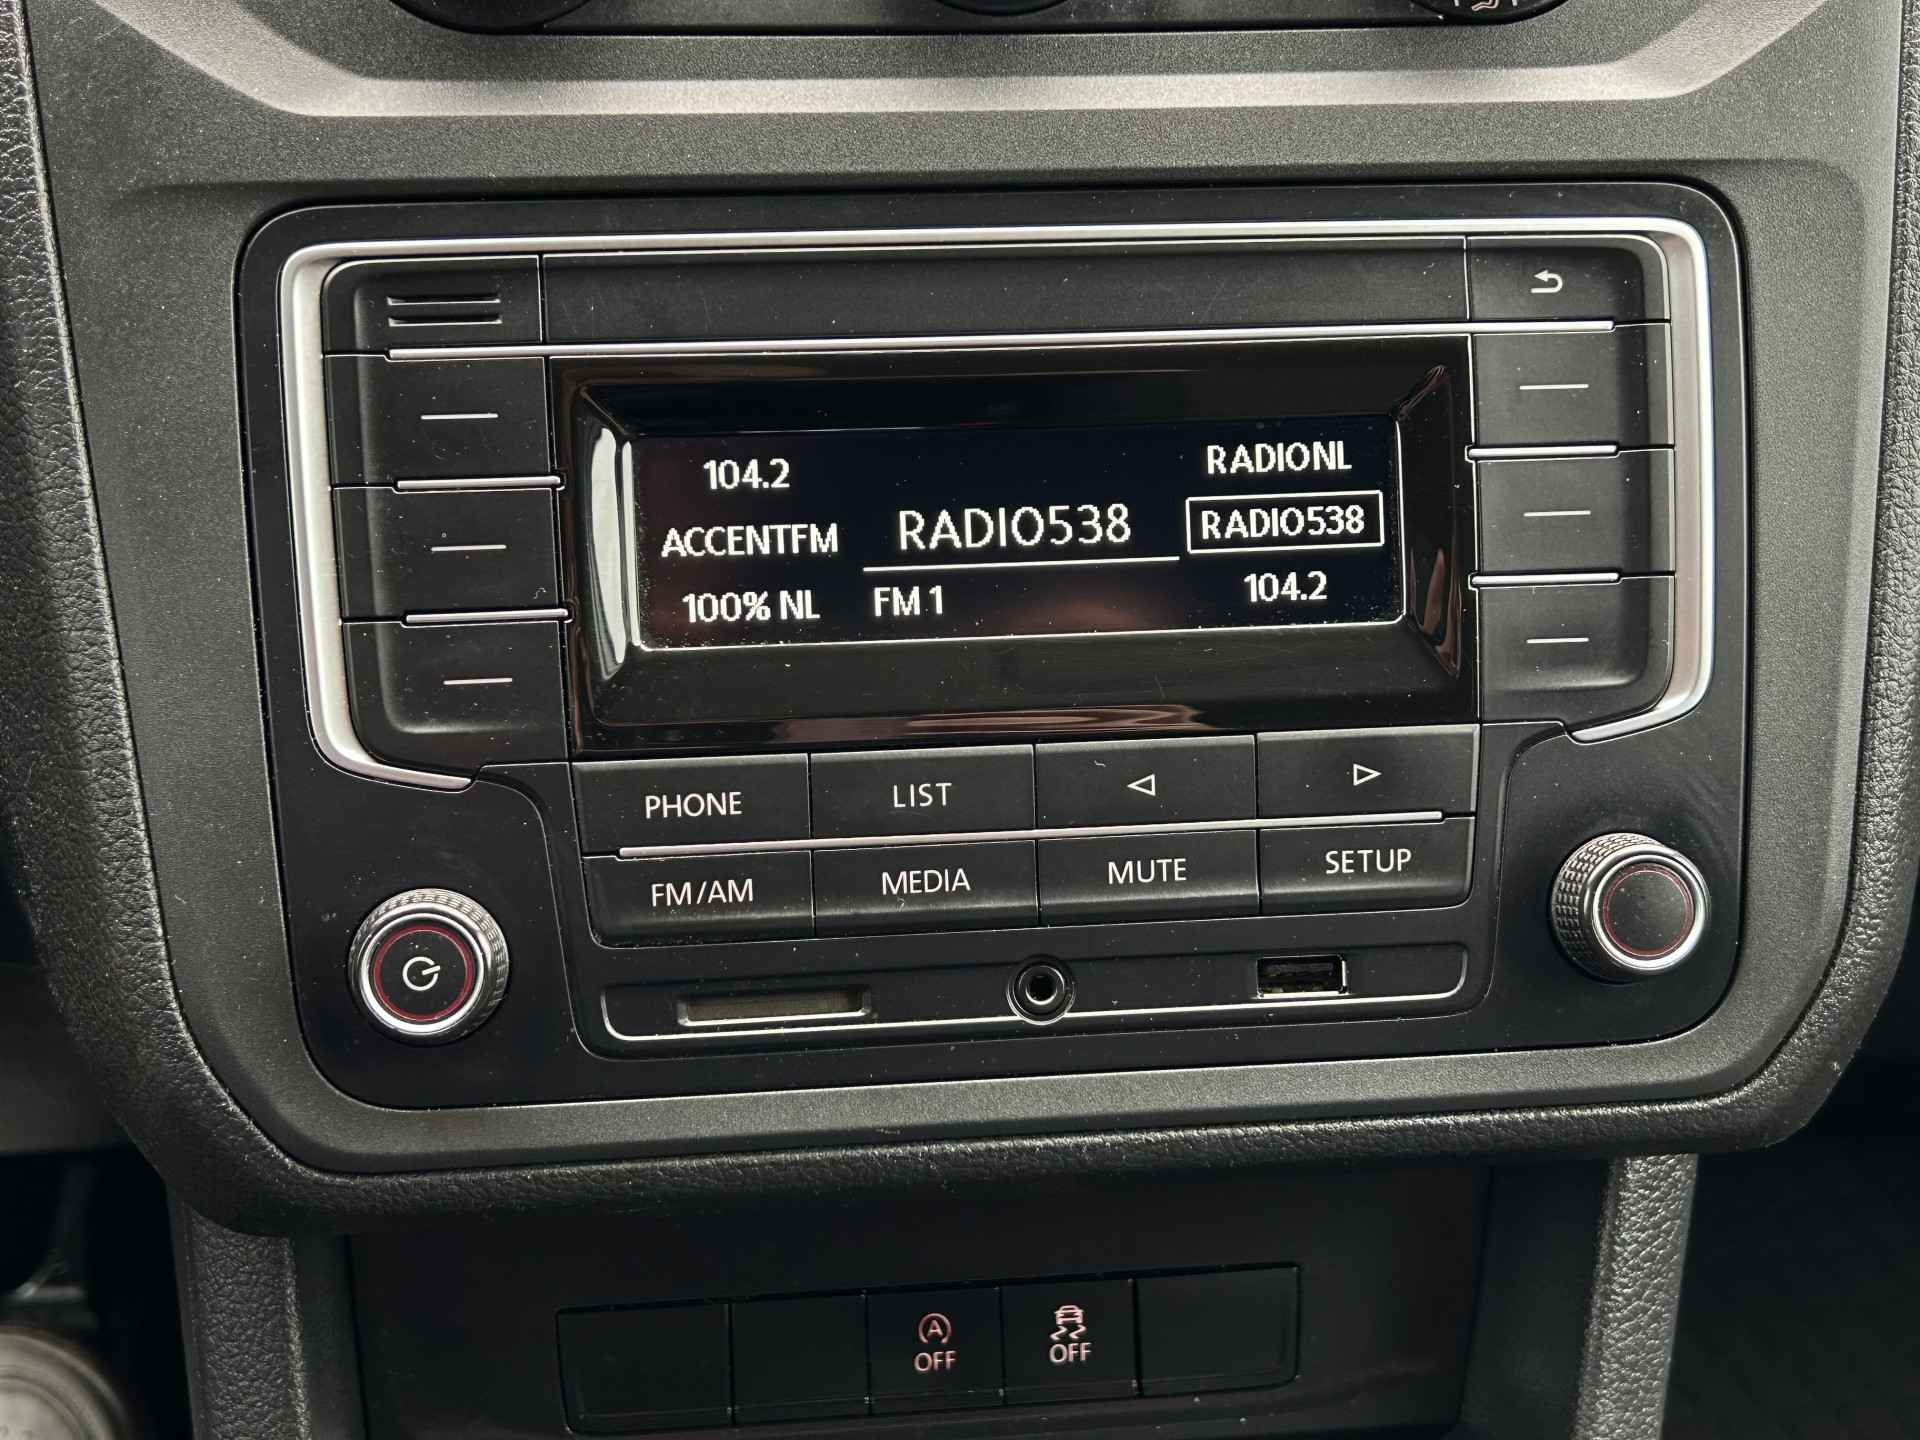 104.2
ACCENTFM
100% NL
RADIO538
FM 1
RADIONL
RADIO538
104.2
PHONE
LIST
FM/AM
MEDIA
MUTE
SETUP
A
OFF
OFF